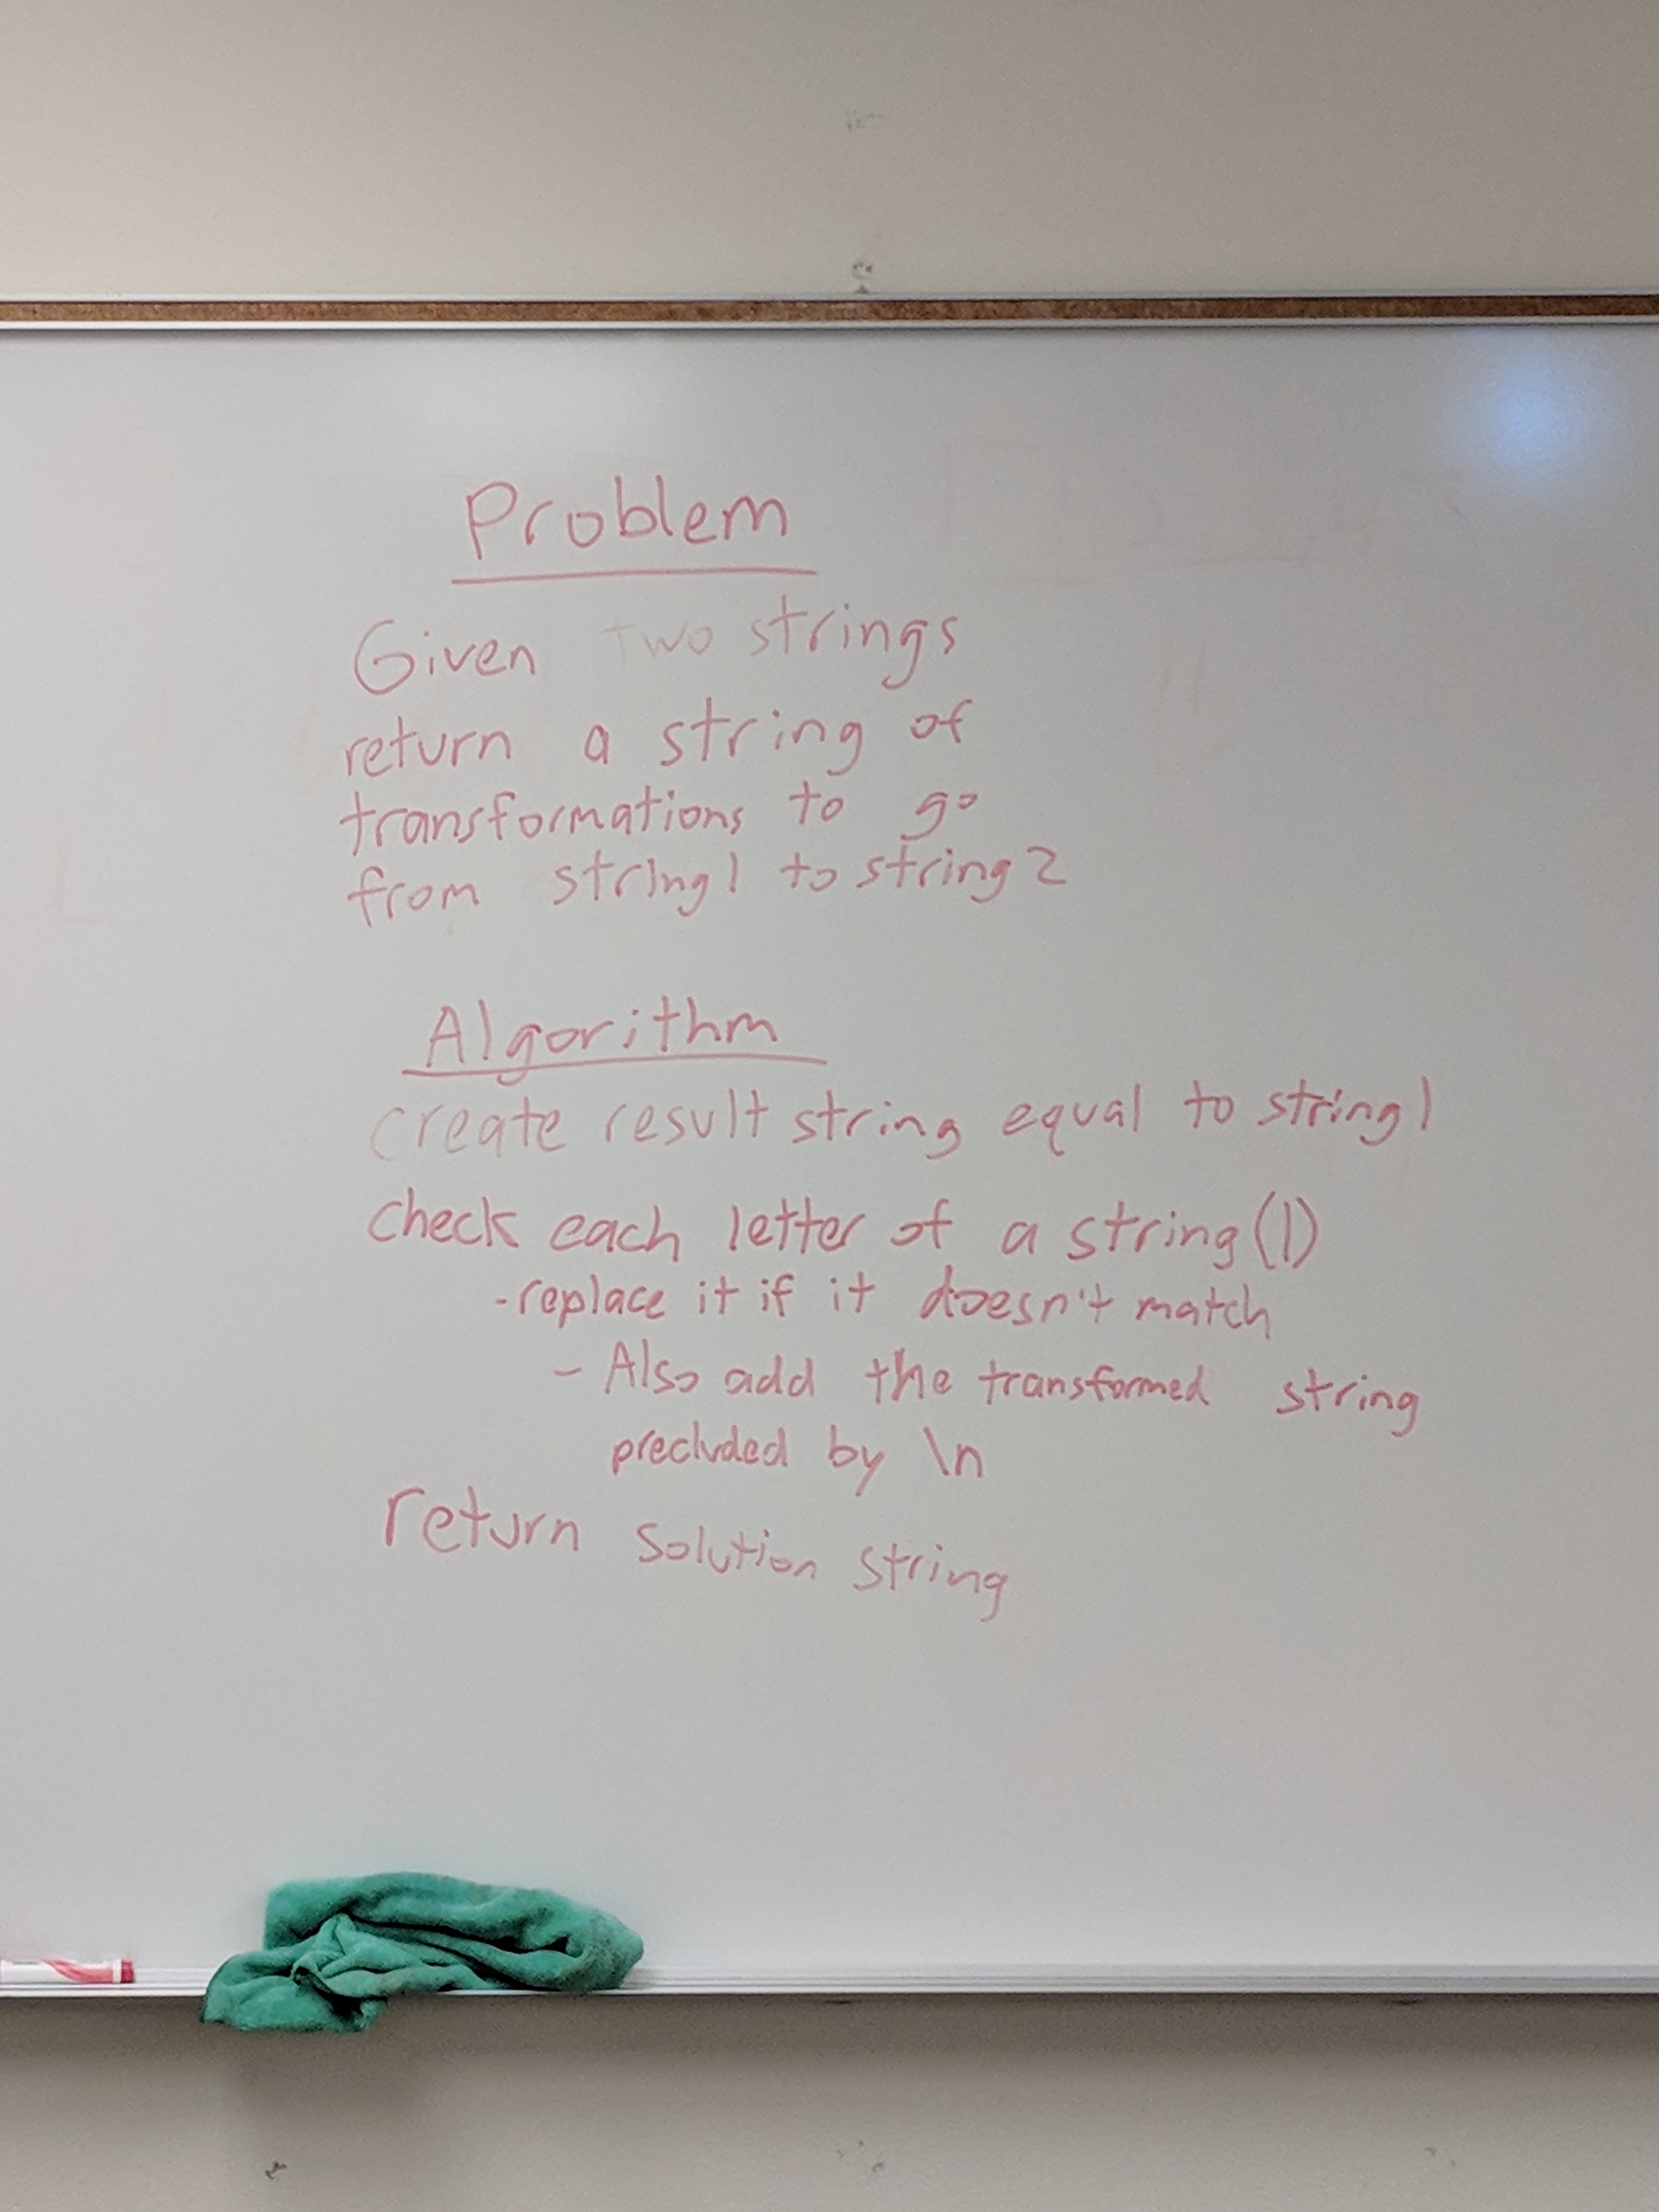 Problem
Given two strings
return a string of
transformations to go
from string1 to string2
Algorithm
create result string equal to string1
check each letter of a string(1)
-replace it if it doesn't match
- Also add the transformed string
precluded by \n
return solution string